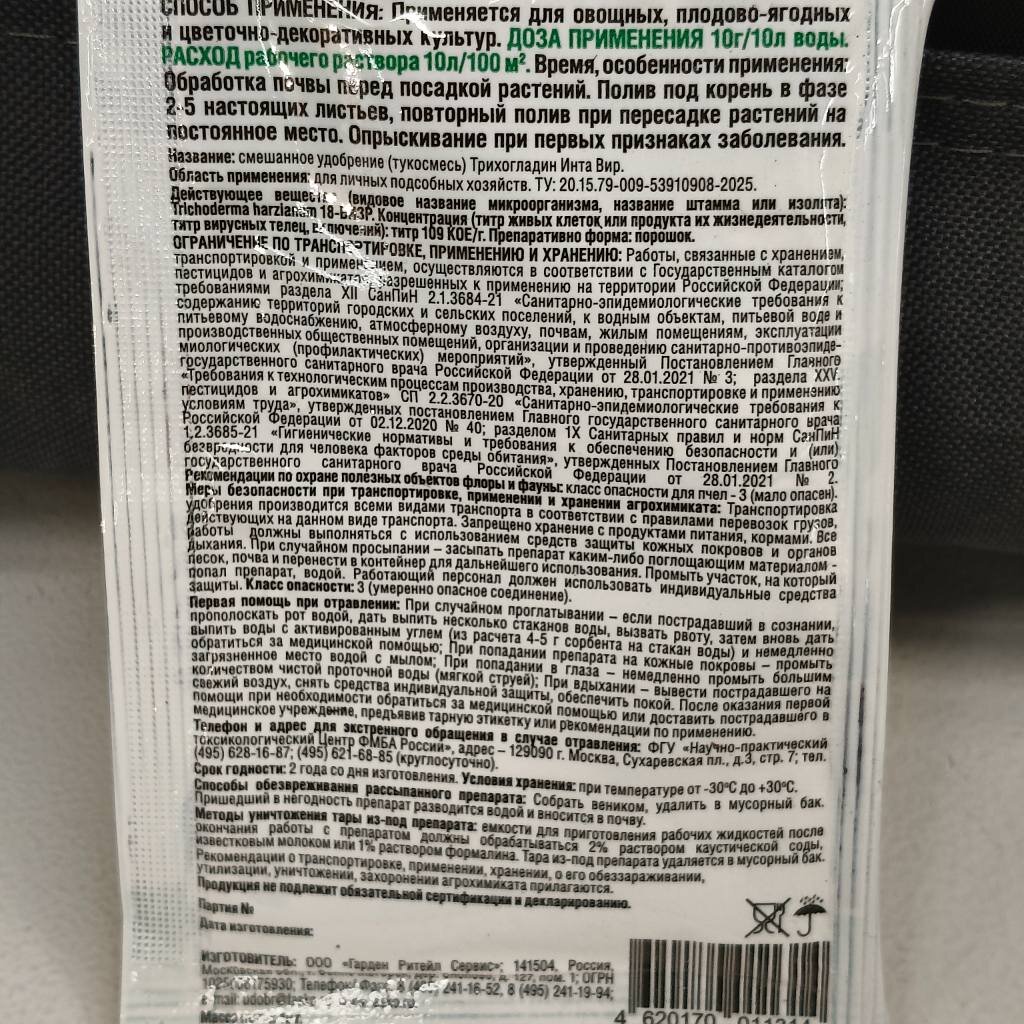 СПОСОБ ПРИМЕНЕНИЯ: Применяется для овощных, плодово-ягодных
и цветочно-декоративных культур. ДОЗА ПРИМЕНЕНИЯ 10г/10л воды.
РАСХОД рабочего раствора 10л/100 м². Время, особенности применения:
Обработка почвы перед посадкой растений. Полив под корень в фазе
2-5 настоящих листьев, повторный полив при пересадке растений на
постоянное место. Опрыскивание при первых признаках заболевания.
Название: смешанное удобрение (тукосмесь) Трихогладин Инта Вир.
Область применения: для личных подсобных хозяйств. ТУ: 20.15.79-009-53910908-2025.
Действующее вещество (видовое название микроорганизма, название штамма или изолята):
Trichoderma harzianum 18-ВИЗР. Концентрация (титр живых клеток или продукта их жизнедеятельности,
титр вирусных телец, включений): титр 109 КОЕ/г. Препаративно форма: порошок.
ОГРАНИЧЕНИЕ ПО ТРАНСПОРТИРОВКЕ, ПРИМЕНЕНИЮ И ХРАНЕНИЮ: Работы, связанные с хранением,
транспортировкой и применением, осуществляются в соответствии с Государственным каталогом
пестицидов и агрохимикатов, разрешенных к применению на территории Российской Федерации;
требованиями раздела XII СанПиН 2.1.3684-21 «Санитарно-эпидемиологические требования к
содержанию территорий городских и сельских поселений, к водным объектам, питьевой воде и
питьевому водоснабжению, атмосферному воздуху, почвам, жилым помещениям, эксплуатации
производственных общественных помещений, организации и проведению санитарно-противоэпиде-
миологических (профилактических) мероприятий», утвержденный Постановлением Главного
государственного санитарного врача Российской Федерации от 28.01.2021 № 3; раздела XXV.
«Требования к технологическим процессам производства, хранению, транспортировке и применению
пестицидов и агрохимикатов» СП 2.2.3670-20 «Санитарно-эпидемиологические требования к
условиям труда», утвержденных постановлением Главного государственного санитарного врача
Российской Федерации от 02.12.2020 № 40; разделом 1X Санитарных правил и норм СанПиН
1.2.3685-21 «Гигиенические нормативы и требования к обеспечению безопасности и (или)
безвредности для человека факторов среды обитания», утвержденных Постановлением Главного
государственного санитарного врача Российской Федерации от 28.01.2021 № 2.
Рекомендации по охране полезных объектов флоры и фауны: класс опасности для пчел - 3 (мало опасен).
Меры безопасности при транспортировке, применении и хранении агрохимиката: Транспортировка
удобрения производится всеми видами транспорта в соответствии с правилами перевозок грузов,
действующих на данном виде транспорта. Запрещено хранение с продуктами питания, кормами. Все
работы должны выполняться с использованием средств защиты кожных покровов и органов
дыхания. При случайном просыпании – засыпать препарат каким-либо поглощающим материалом -
песок, почва и перенести в контейнер для дальнейшего использования. Промыть участок, на который
попал препарат, водой. Работающий персонал должен использовать индивидуальные средства
защиты. Класс опасности: 3 (умеренно опасное соединение).
Первая помощь при отравлении: При случайном проглатывании – если пострадавший в сознании,
прополоскать рот водой, дать выпить несколько стаканов воды, вызвать рвоту, затем вновь дать
выпить воды с активированным углем (из расчета 4-5 г сорбента на стакан воды) и немедленно
обратиться за медицинской помощью; При попадании препарата на кожные покровы – промыть
загрязненное место водой с мылом; При попадании в глаза – немедленно промыть большим
количеством чистой проточной воды (мягкой струей); При вдыхании – вывести пострадавшего на
свежий воздух, снять средства индивидуальной защиты, обеспечить покой. После оказания первой
помощи при необходимости обратиться за медицинской помощью или доставить пострадавшего в
медицинское учреждение, предъявив тарную этикетку или рекомендации по применению.
Телефон и адрес для экстренного обращения в случае отравления: ФГУ «Научно-практический
токсикологический Центр ФМБА России», адрес – 129090 г. Москва, Сухаревская пл., д.3, стр. 7; тел.
(495) 628-16-87; (495) 621-68-85 (круглосуточно).
Срок годности: 2 года со дня изготовления. Условия хранения: при температуре от -30°С до +30°С.
Способы обезвреживания рассыпанного препарата: Собрать веником, удалить в мусорный бак.
Пришедший в негодность препарат разводится водой и вносится в почву.
Методы уничтожения тары из-под препарата: емкости для приготовления рабочих жидкостей после
окончания работы с препаратом должны обрабатываться 2% раствором каустической соды,
известковым молоком или 1% раствором формалина. Тара из-под препарата удаляется в мусорный бак.
Рекомендации о транспортировке, применении, хранении, о его обеззараживании,
утилизации, уничтожении, захоронении агрохимиката прилагаются.
Продукция не подлежит обязательной сертификации и декларированию.
Партия №
Дата изготовления:
ИЗГОТОВИТЕЛЬ: ООО «Гарден Ритейл Сервис»; 141504, Россия,
Московская д. 127, пом. 1; ОГРН
Телефон/Факс: 8 (495) 241-16-52, 8 (495) 241-19-94;
e-mail:
Масса
4 620170 011314